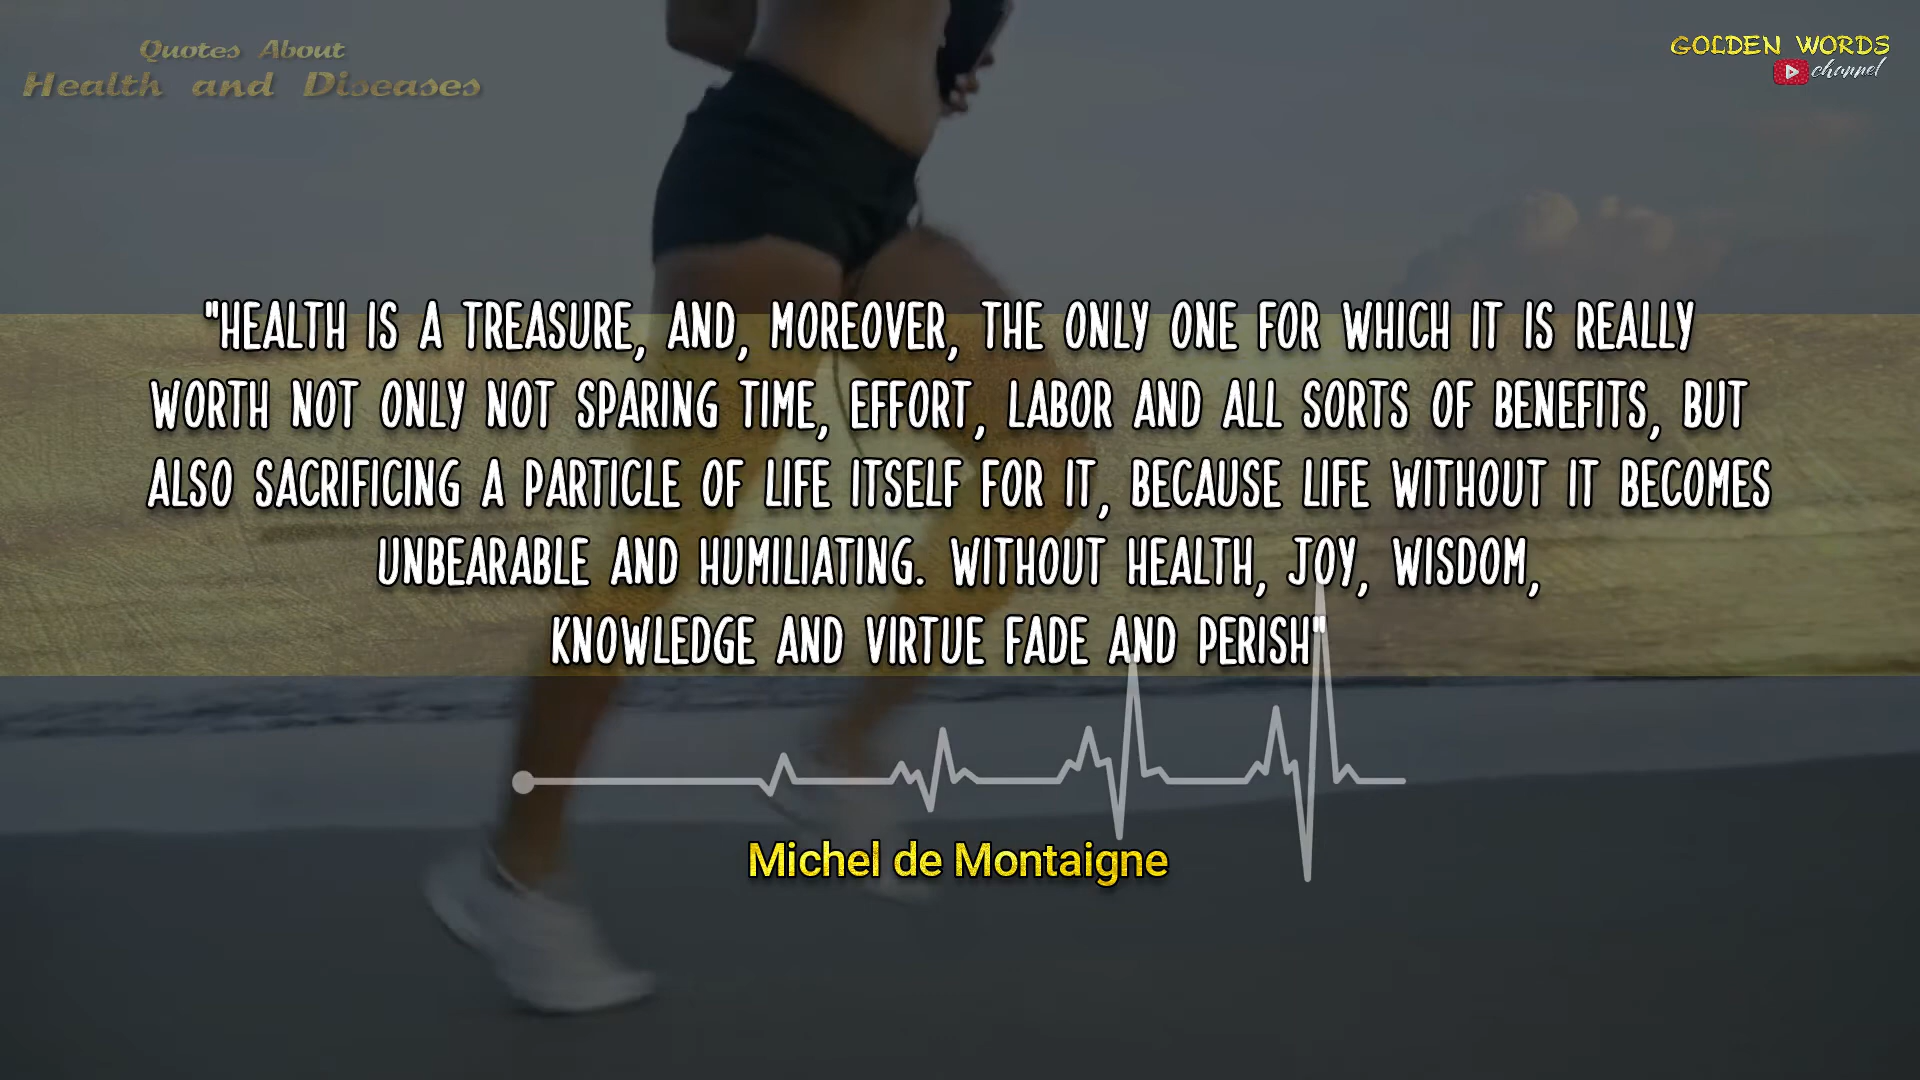 Quotes About
Health and Diseases
GOLDEN WORDS
channel
"HEALTH IS A TREASURE, AND, MOREOVER, THE ONLY ONE FOR WHICH IT IS REALLY
WORTH NOT ONLY NOT SPARING TIME, EFFORT, LABOR AND ALL SORTS OF BENEFITS, BUT
ALSO SACRIFICING A PARTICLE OF LIFE ITSELF FOR IT, BECAUSE LIFE WITHOUT IT BECOMES
UNBEARABLE AND HUMILIATING. WITHOUT HEALTH, JOY, WISDOM,
KNOWLEDGE AND VIRTUE FADE AND PERISH"
Michel de Montaigne